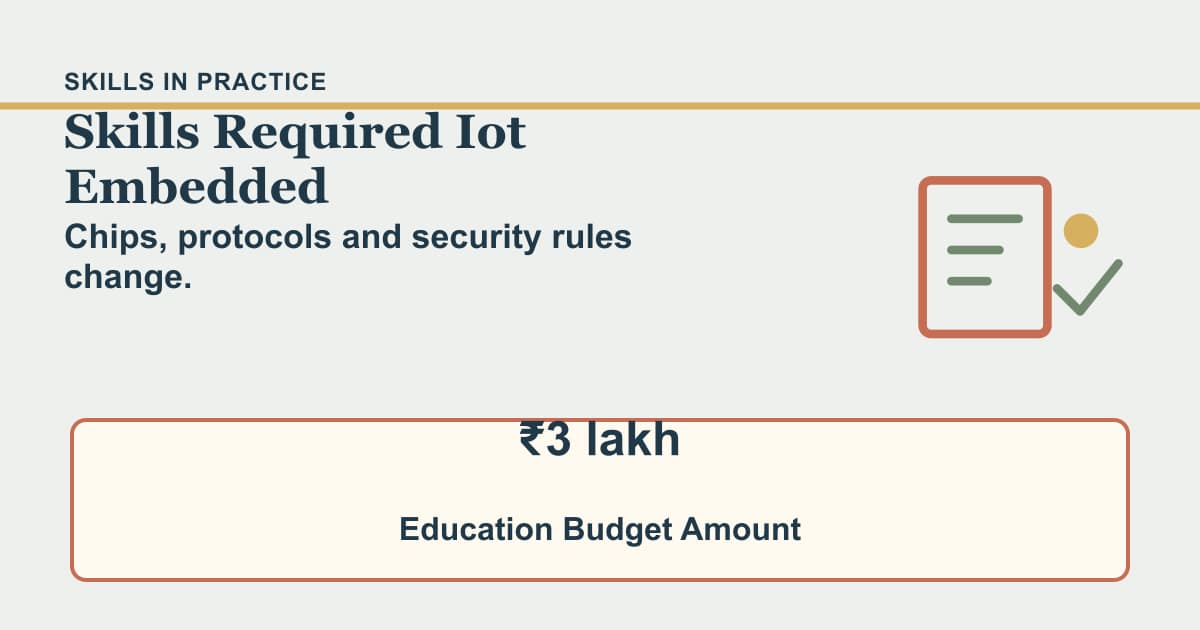 SKILLS IN PRACTICE
Skills Required Iot
Embedded
Chips, protocols and security rules
change.
₹3 lakh
Education Budget Amount